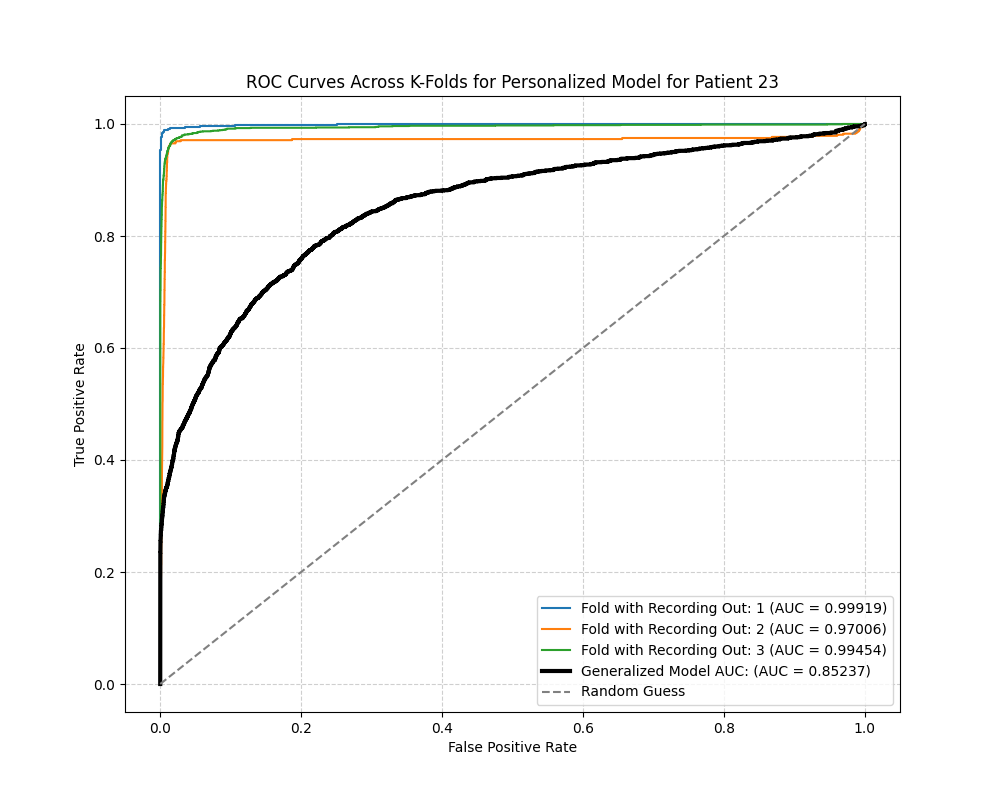 ROC Curves Across K-Folds for Personalized Model for Patient 23
True Positive Rate
1.0
0.8
0.6
0.4
0.2
0.0
0.0 0.2 0.4 0.6 0.8 1.0
False Positive Rate
Fold with Recording Out: 1 (AUC = 0.99919)
Fold with Recording Out: 2 (AUC = 0.97006)
Fold with Recording Out: 3 (AUC = 0.99454)
Generalized Model AUC: (AUC = 0.85237)
Random Guess